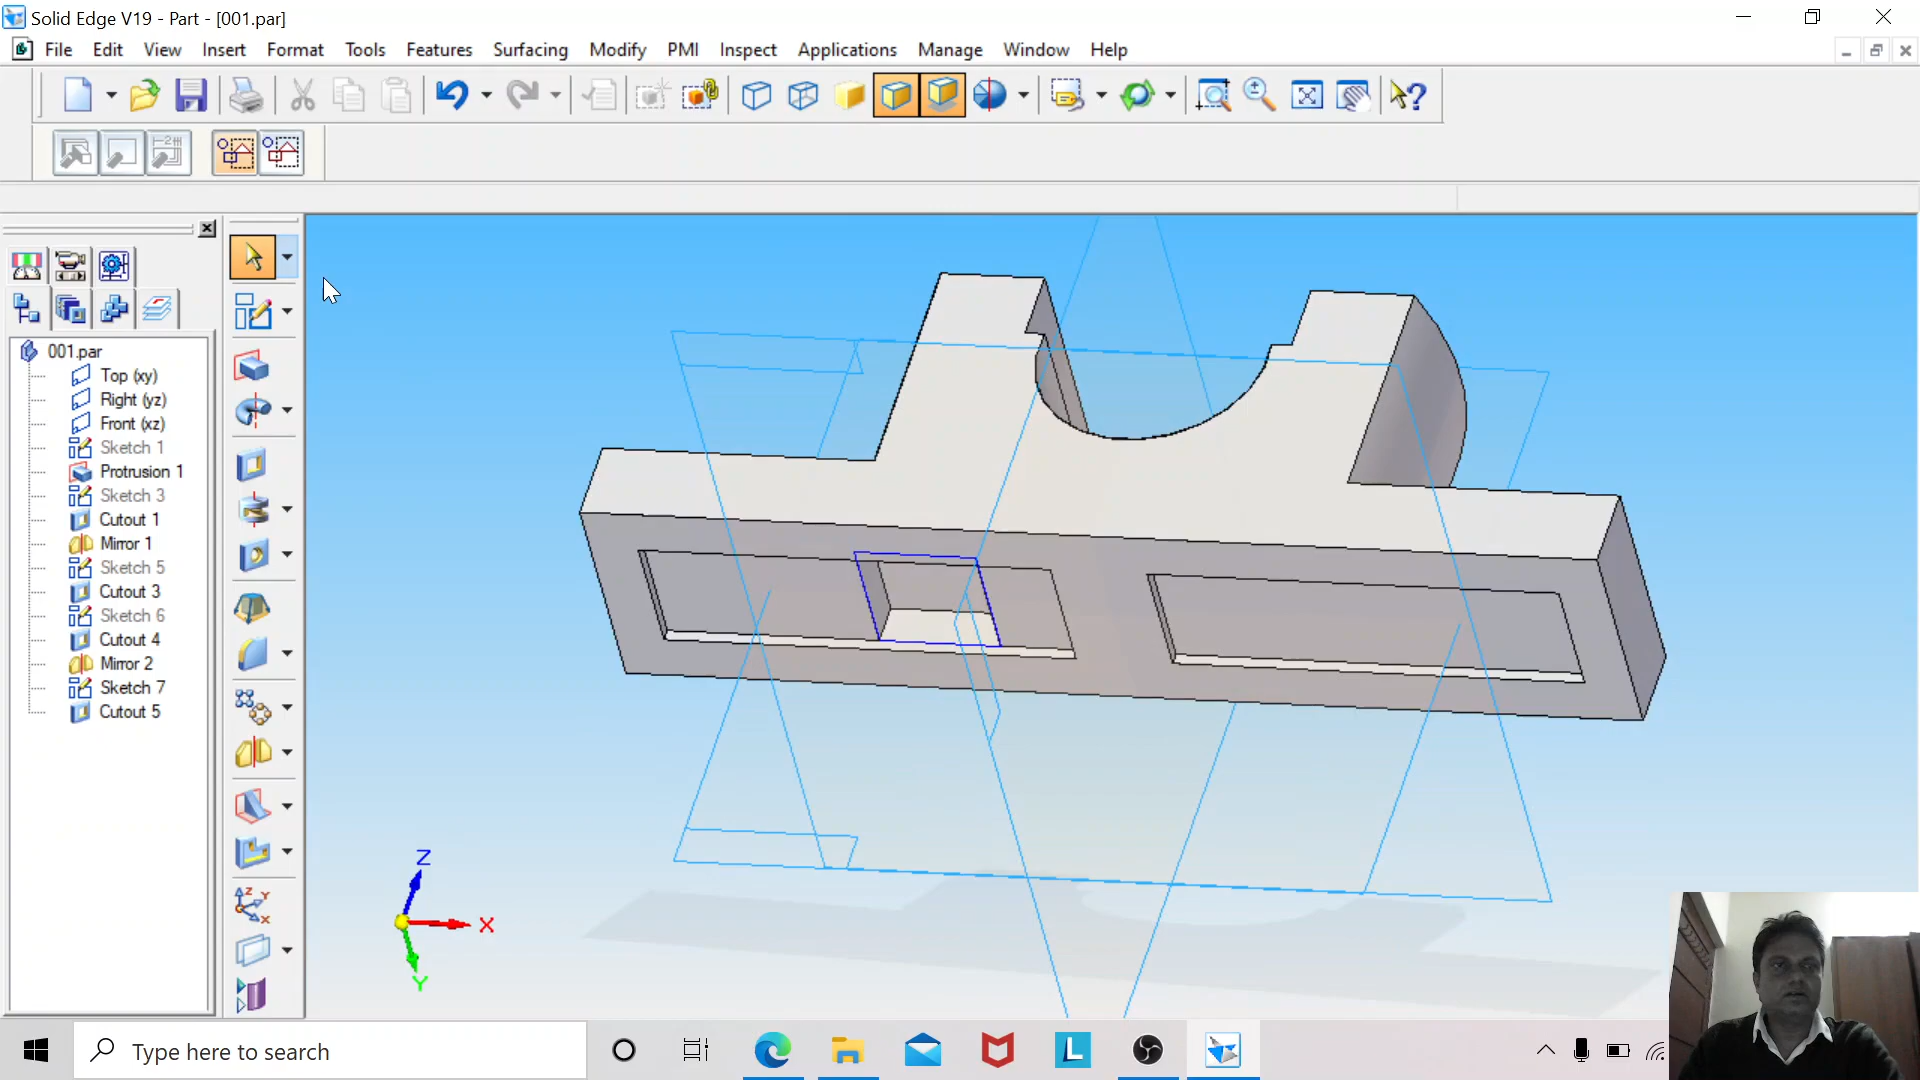 Solid Edge V19 - Part - [001.par]
File Edit View Insert Format Tools Features Surfacing Modify PMI Inspect Applications Manage Window Help
001.par
Top (xy)
Right (yz)
Front (xz)
Sketch 1
Protrusion 1
Sketch 3
Cutout 1
Mirror 1
Sketch 5
Cutout 3
Sketch 6
Cutout 4
Mirror 2
Sketch 7
Cutout 5
Z
X
Y
Type here to search